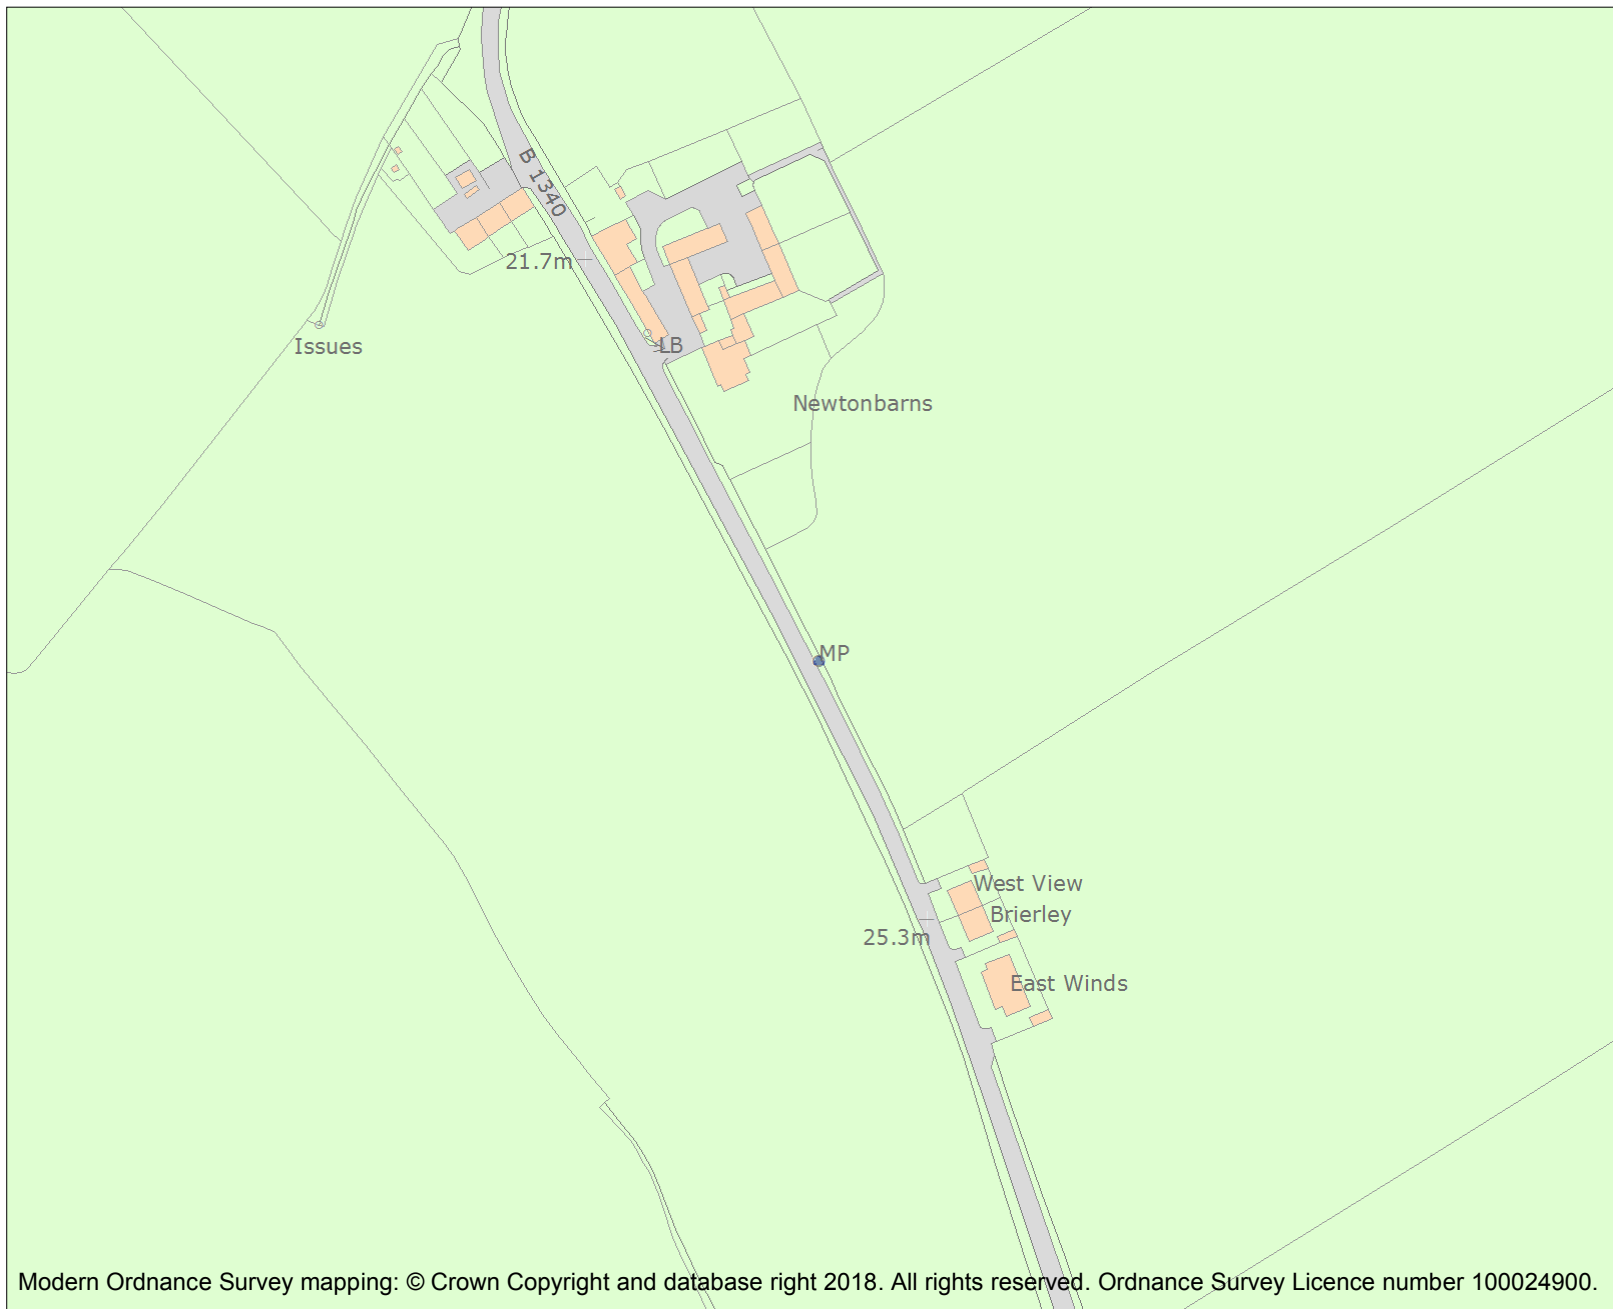 B 1340
21.7m
Issues
LB
Newtonbarns
MP
West View
Brierley
25.3m
East Winds
Modern Ordnance Survey mapping: © Crown Copyright and database right 2018. All rights reserved. Ordnance Survey Licence number 100024900.